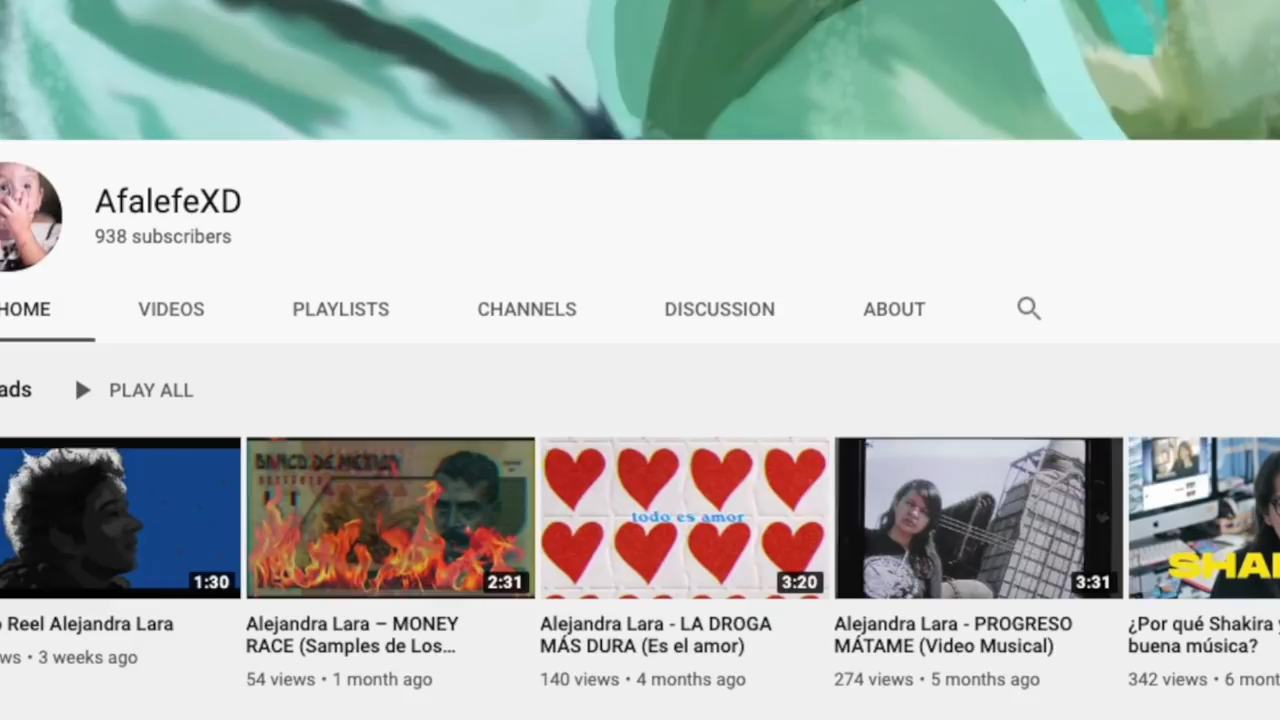 AfalefeXD
938 subscribers
HOME VIDEOS PLAYLISTS CHANNELS DISCUSSION ABOUT
PLAY ALL
BANCO DE MEXICO
todo es amor
1:30 2:31 3:20 3:31
Reel Alejandra Lara
3 weeks ago
Alejandra Lara – MONEY
RACE (Samples de Los...
54 views • 1 month ago
Alejandra Lara - LA DROGA
MÁS DURA (Es el amor)
140 views • 4 months ago
Alejandra Lara - PROGRESO
MÁTAME (Video Musical)
274 views • 5 months ago
¿Por qué Shakira y
buena música?
342 views • 6